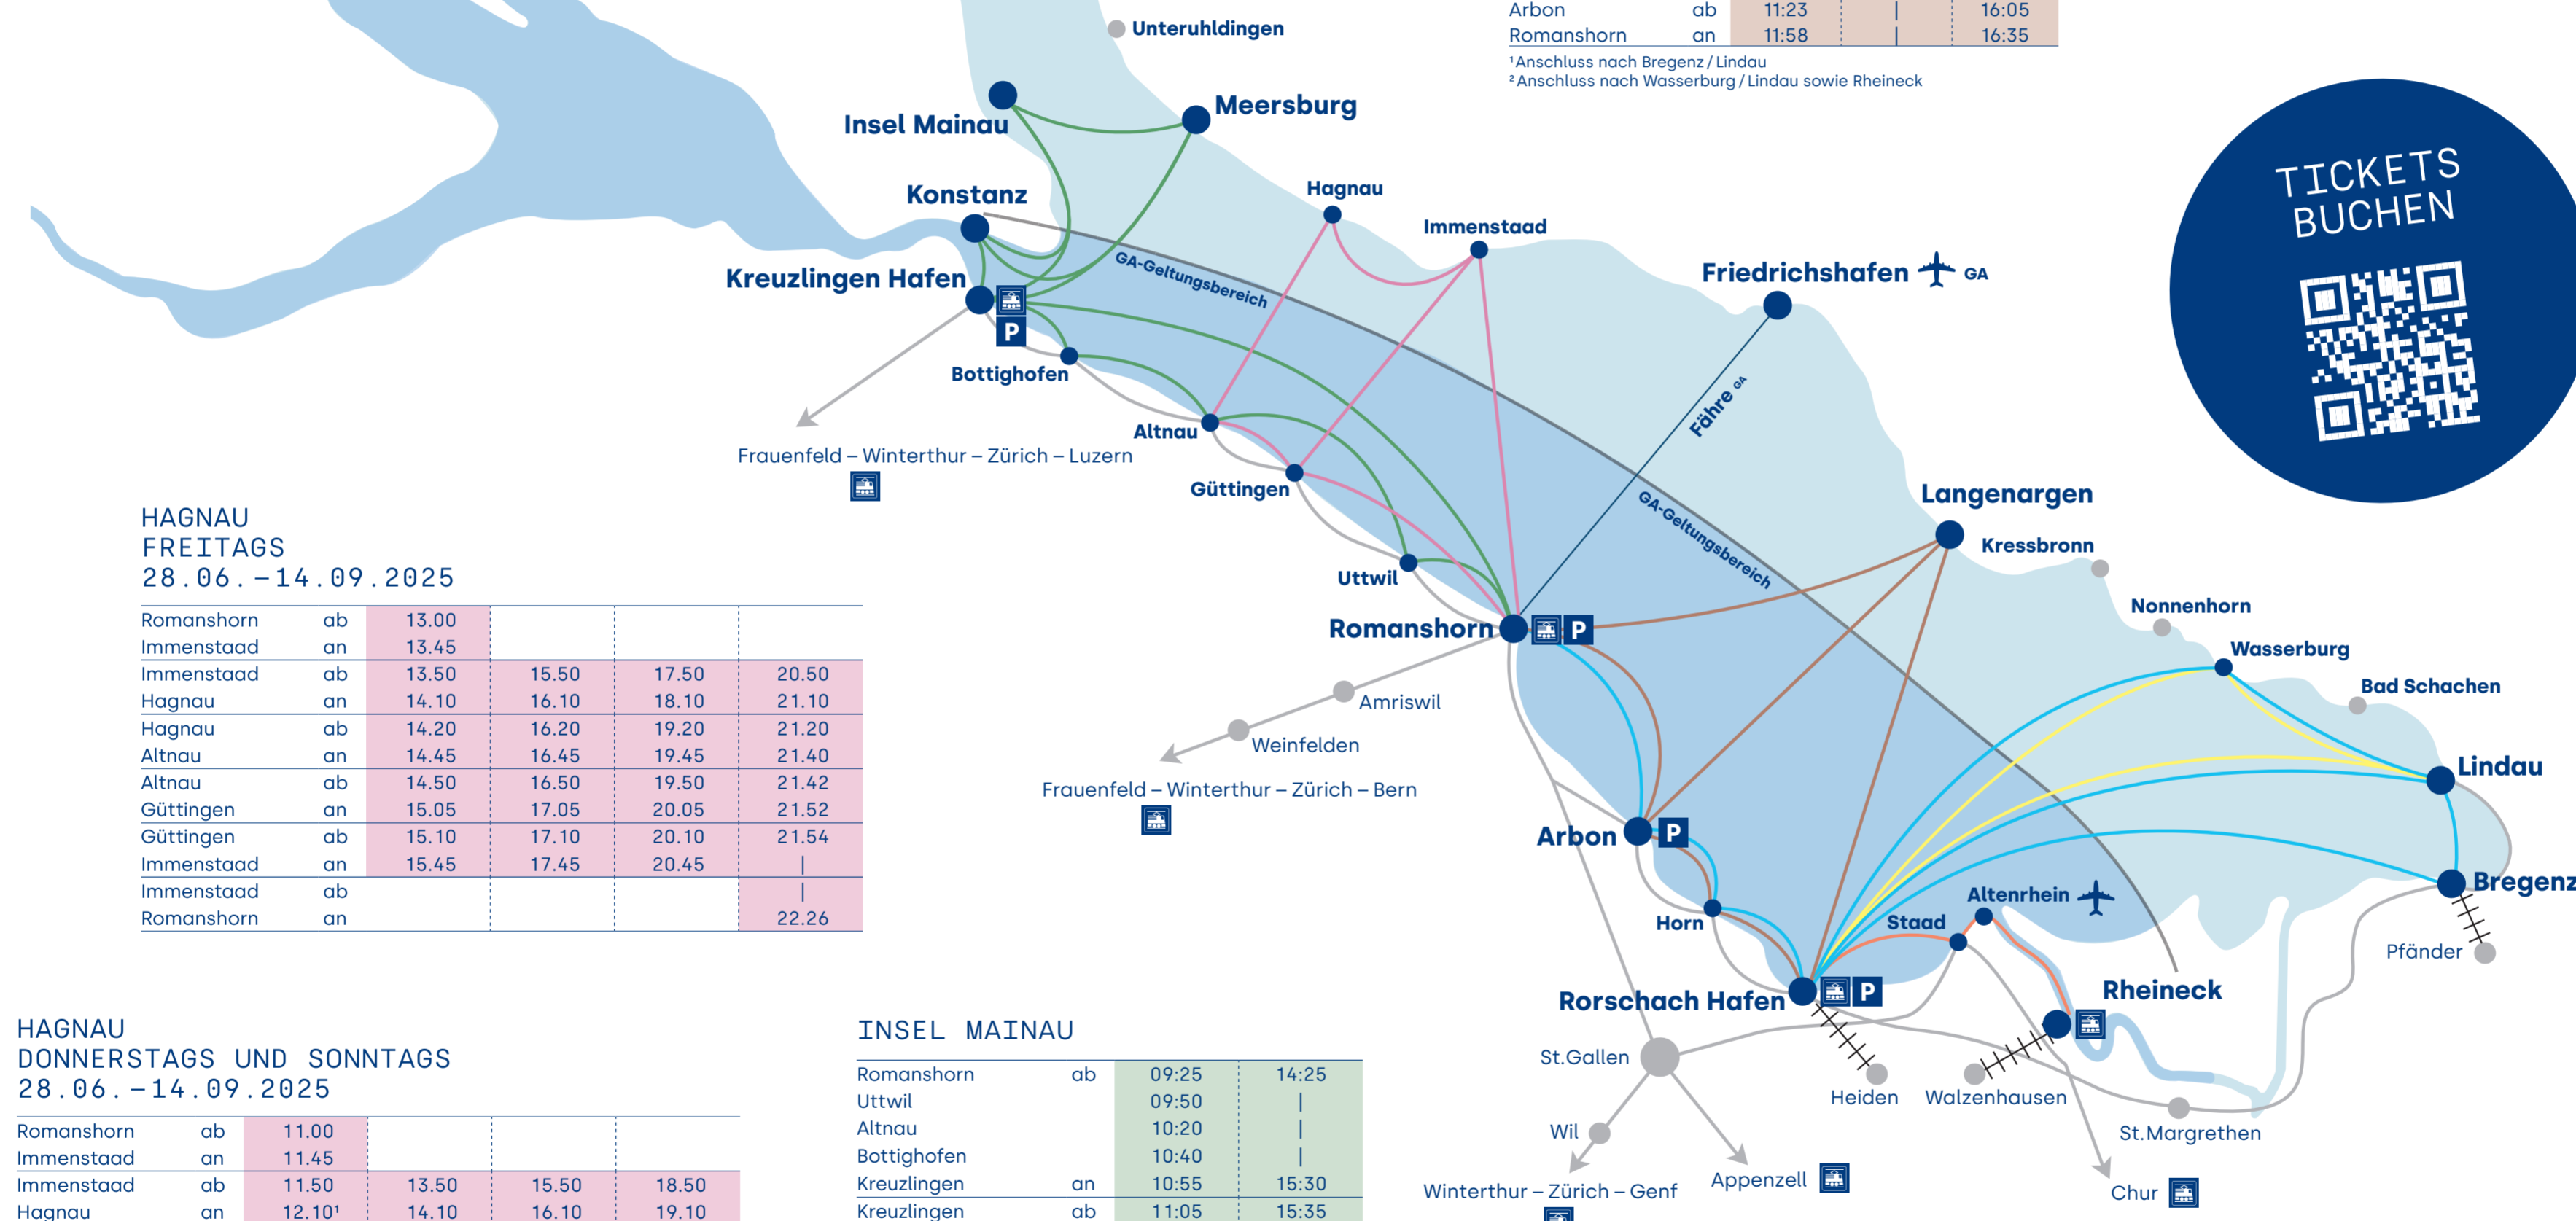 Unteruhldingen
Arbon ab 11:23 | 16:05
Romanshorn an 11:58 | 16:35
¹Anschluss nach Bregenz/Lindau
²Anschluss nach Wasserburg/Lindau sowie Rheineck
Insel Mainau
Meersburg
Konstanz
Hagnau
Immenstaad
Kreuzlingen Hafen
P
GA-Geltungsbereich
Friedrichshafen GA
TICKETS
BUCHEN
Bottighofen
Fähre GA
Altnau
Frauenfeld – Winterthur – Zürich – Luzern
Güttingen
GA-Geltungsbereich
Langenargen
Kressbronn
Uttwil
Nonnenhorn
Romanshorn P
Wasserburg
Bad Schachen
Amriswil
Weinfelden
Lindau
Frauenfeld – Winterthur – Zürich – Bern
Arbon P
Bregenz
Altenrhein
Horn
Staad
Pfänder
Rheineck
Rorschach Hafen P
St.Gallen
Heiden
Walzenhausen
Wil
St.Margrethen
Appenzell
Winterthur – Zürich – Genf
Chur
HAGNAU
FREITAGS
28.06.–14.09.2025
Romanshorn ab 13.00
Immenstaad an 13.45
Immenstaad ab 13.50 15.50 17.50 20.50
Hagnau an 14.10 16.10 18.10 21.10
Hagnau ab 14.20 16.20 19.20 21.20
Altnau an 14.45 16.45 19.45 21.40
Altnau ab 14.50 16.50 19.50 21.42
Güttingen an 15.05 17.05 20.05 21.52
Güttingen ab 15.10 17.10 20.10 21.54
Immenstaad an 15.45 17.45 20.45 |
Immenstaad ab |
Romanshorn an 22.26
HAGNAU
DONNERSTAGS UND SONNTAGS
28.06.–14.09.2025
Romanshorn ab 11.00
Immenstaad an 11.45
Immenstaad ab 11.50 13.50 15.50 18.50
Hagnau an 12.10¹ 14.10 16.10 19.10
INSEL MAINAU
Romanshorn ab 09:25 14:25
Uttwil 09:50 |
Altnau 10:20 |
Bottighofen 10:40 |
Kreuzlingen an 10:55 15:30
Kreuzlingen ab 11:05 15:35